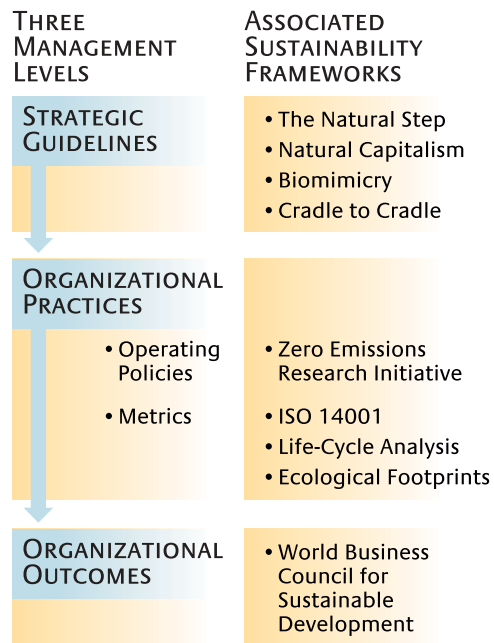 THREE
MANAGEMENT
LEVELS
ASSOCIATED
SUSTAINABILITY
FRAMEWORKS
STRATEGIC
GUIDELINES
• The Natural Step
• Natural Capitalism
• Biomimicry
• Cradle to Cradle
ORGANIZATIONAL
PRACTICES
• Operating
Policies
• Metrics
• Zero Emissions
Research Initiative
• ISO 14001
• Life-Cycle Analysis
• Ecological Footprints
ORGANIZATIONAL
OUTCOMES
• World Business
Council for
Sustainable
Development